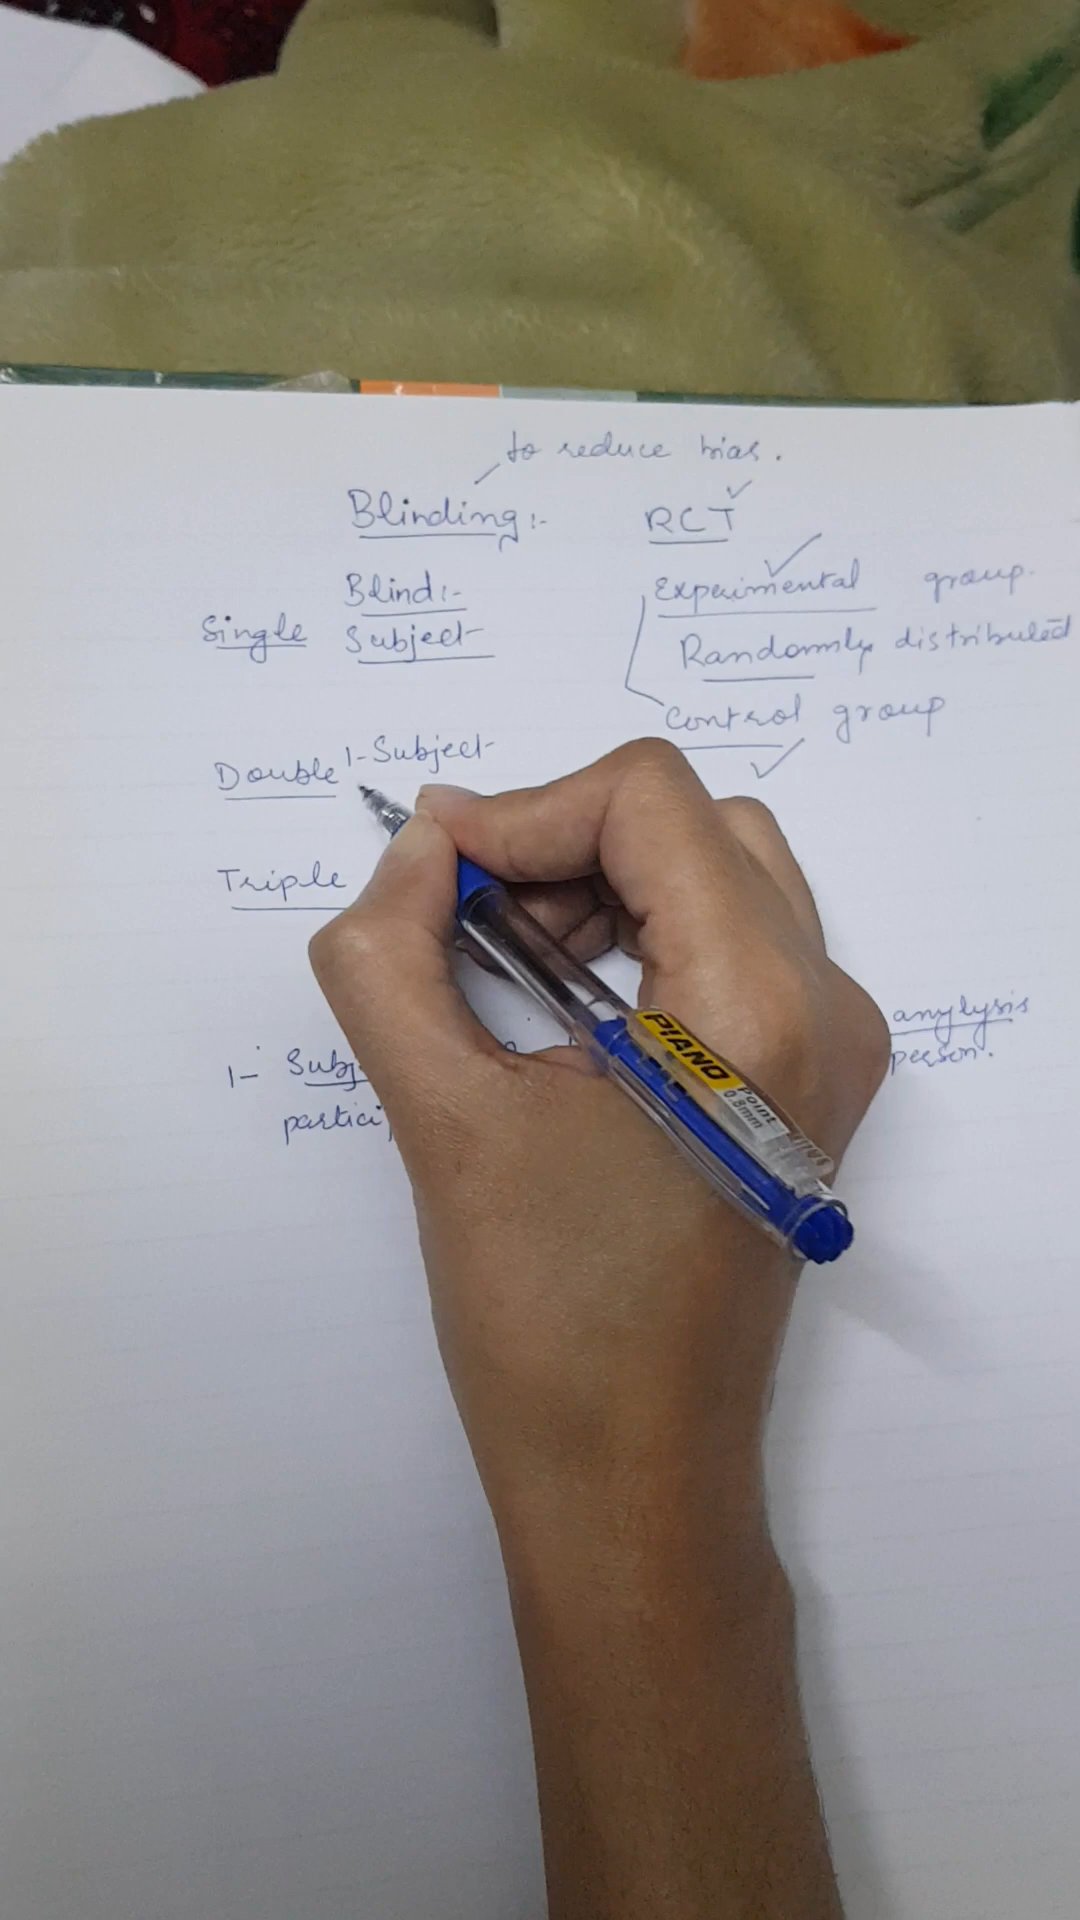 to reduce bias.
Blinding:-
RCT
Blind:-
Single Subject
Experimental group.
Randomly distributed
Control group
Double 1-Subject
Triple
anylysis
person.
1- Subj
partici
PIANO
Point
0.8mm